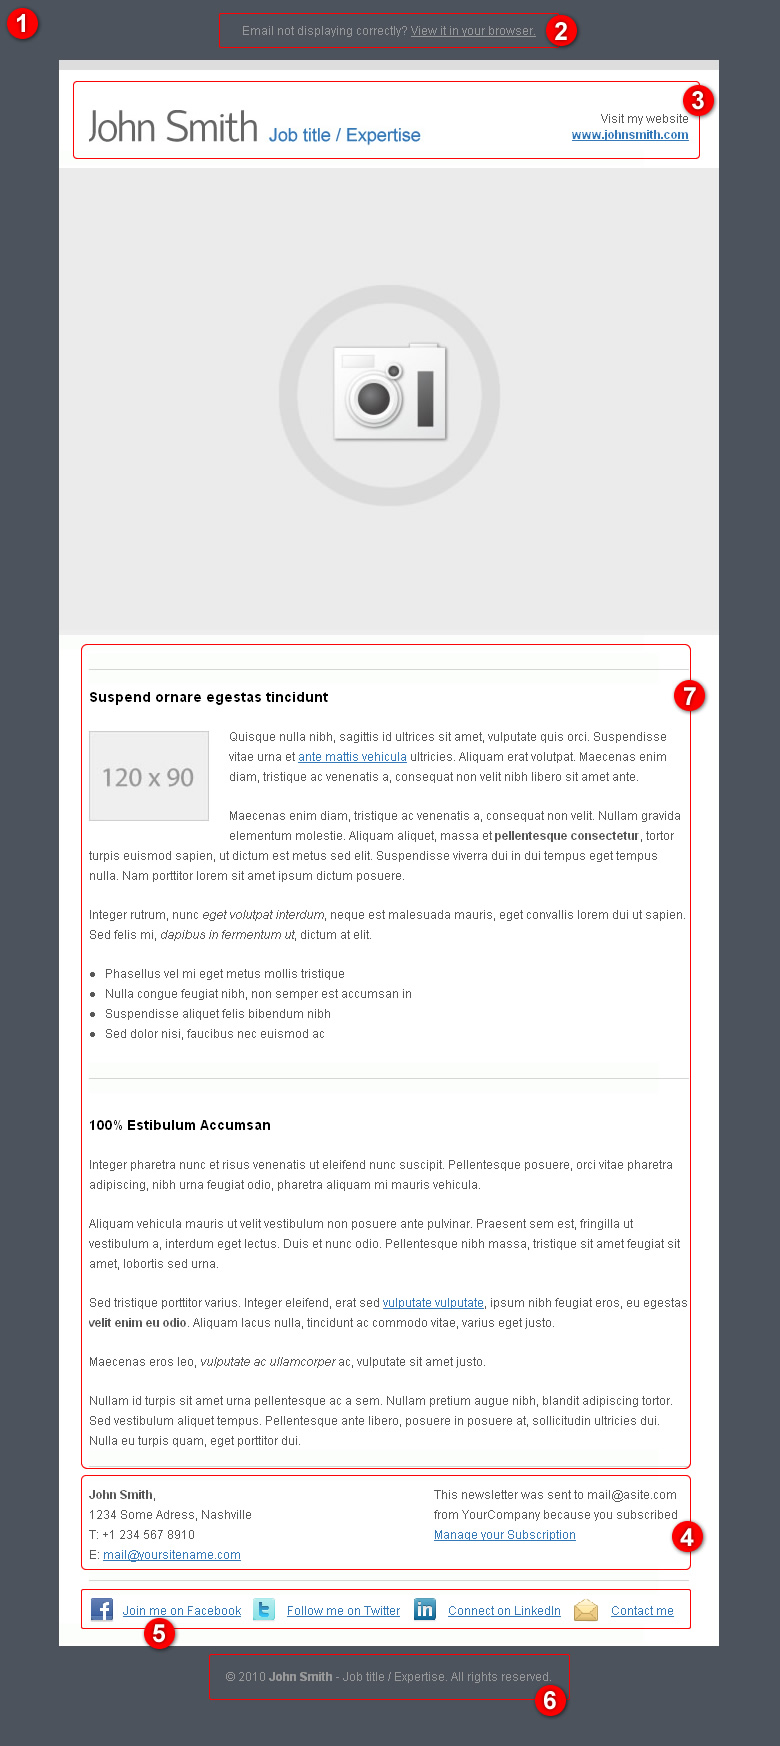 1
Email not displaying correctly? View it in your browser.
2
3
John Smith Job title / Expertise
Visit my website
www.johnsmith.com
7
Suspend ornare egestas tincidunt
120 x 90
Quisque nulla nibh, sagittis id ultrices sit amet, vulputate quis orci. Suspendisse
vitae urna et ante mattis vehicula ultricies. Aliquam erat volutpat. Maecenas enim
diam, tristique ac venenatis a, consequat non velit nibh libero sit amet ante.
Maecenas enim diam, tristique ac venenatis a, consequat non velit. Nullam gravida
elementum molestie. Aliquam aliquet, massa et pellentesque consectetur, tortor
turpis euismod sapien, ut dictum est metus sed elit. Suspendisse viverra dui in dui tempus eget tempus
nulla. Nam porttitor lorem sit amet ipsum dictum posuere.
Integer rutrum, nunc eget volutpat interdum, neque est malesuada mauris, eget convallis lorem dui ut sapien.
Sed felis mi, dapibus in fermentum ut, dictum at elit.
● Phasellus vel mi eget metus mollis tristique
● Nulla congue feugiat nibh, non semper est accumsan in
● Suspendisse aliquet felis bibendum nibh
● Sed dolor nisi, faucibus nec euismod ac
100% Estibulum Accumsan
Integer pharetra nunc et risus venenatis ut eleifend nunc suscipit. Pellentesque posuere, orci vitae pharetra
adipiscing, nibh urna feugiat odio, pharetra aliquam mi mauris vehicula.
Aliquam vehicula mauris ut velit vestibulum non posuere ante pulvinar. Praesent sem est, fringilla ut
vestibulum a, interdum eget lectus. Duis et nunc odio. Pellentesque nibh massa, tristique sit amet feugiat sit
amet, lobortis sed urna.
Sed tristique porttitor varius. Integer eleifend, erat sed vulputate vulputate, ipsum nibh feugiat eros, eu egestas
velit enim eu odio. Aliquam lacus nulla, tincidunt ac commodo vitae, varius eget justo.
Maecenas eros leo, vulputate ac ullamcorper ac, vulputate sit amet justo.
Nullam id turpis sit amet urna pellentesque ac a sem. Nullam pretium augue nibh, blandit adipiscing tortor.
Sed vestibulum aliquet tempus. Pellentesque ante libero, posuere in posuere at, sollicitudin ultricies dui.
Nulla eu turpis quam, eget porttitor dui.
John Smith,
1234 Some Adress, Nashville
T: +1 234 567 8910
E: mail@yoursitename.com
This newsletter was sent to mail@asite.com
from YourCompany because you subscribed
Manage your Subscription
4
f Join me on Facebook t Follow me on Twitter in Connect on LinkedIn Contact me
5
© 2010 John Smith - Job title / Expertise. All rights reserved.
6